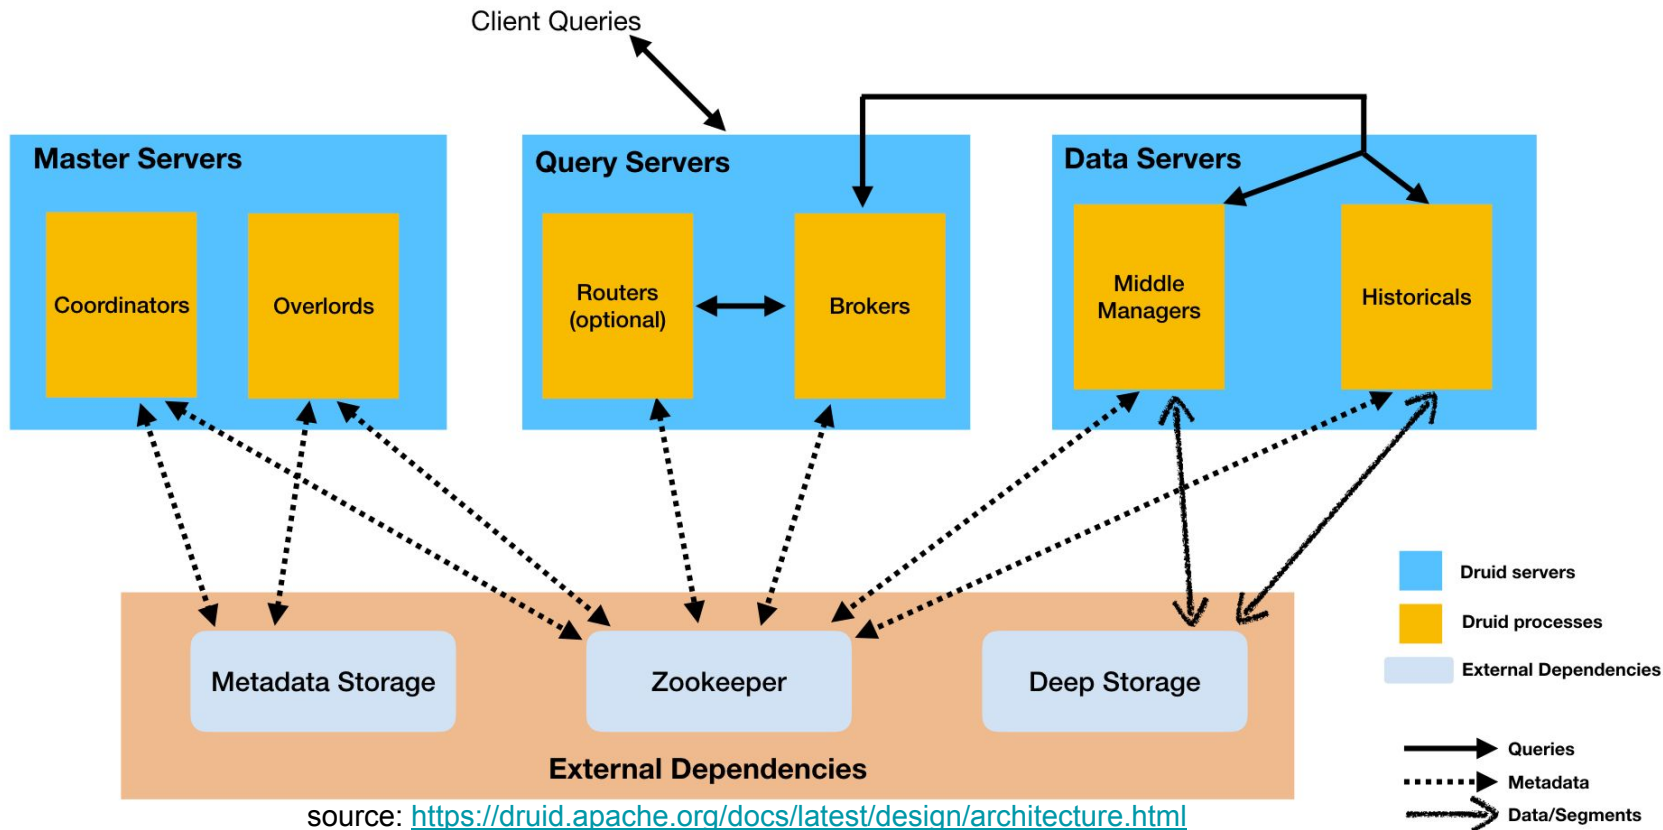 Client Queries
Master Servers
Coordinators
Overlords
Query Servers
Routers
(optional)
Brokers
Data Servers
Middle
Managers
Historicals
Metadata Storage
Zookeeper
Deep Storage
External Dependencies
Druid servers
Druid processes
External Dependencies
Queries
Metadata
Data/Segments
source: https://druid.apache.org/docs/latest/design/architecture.html